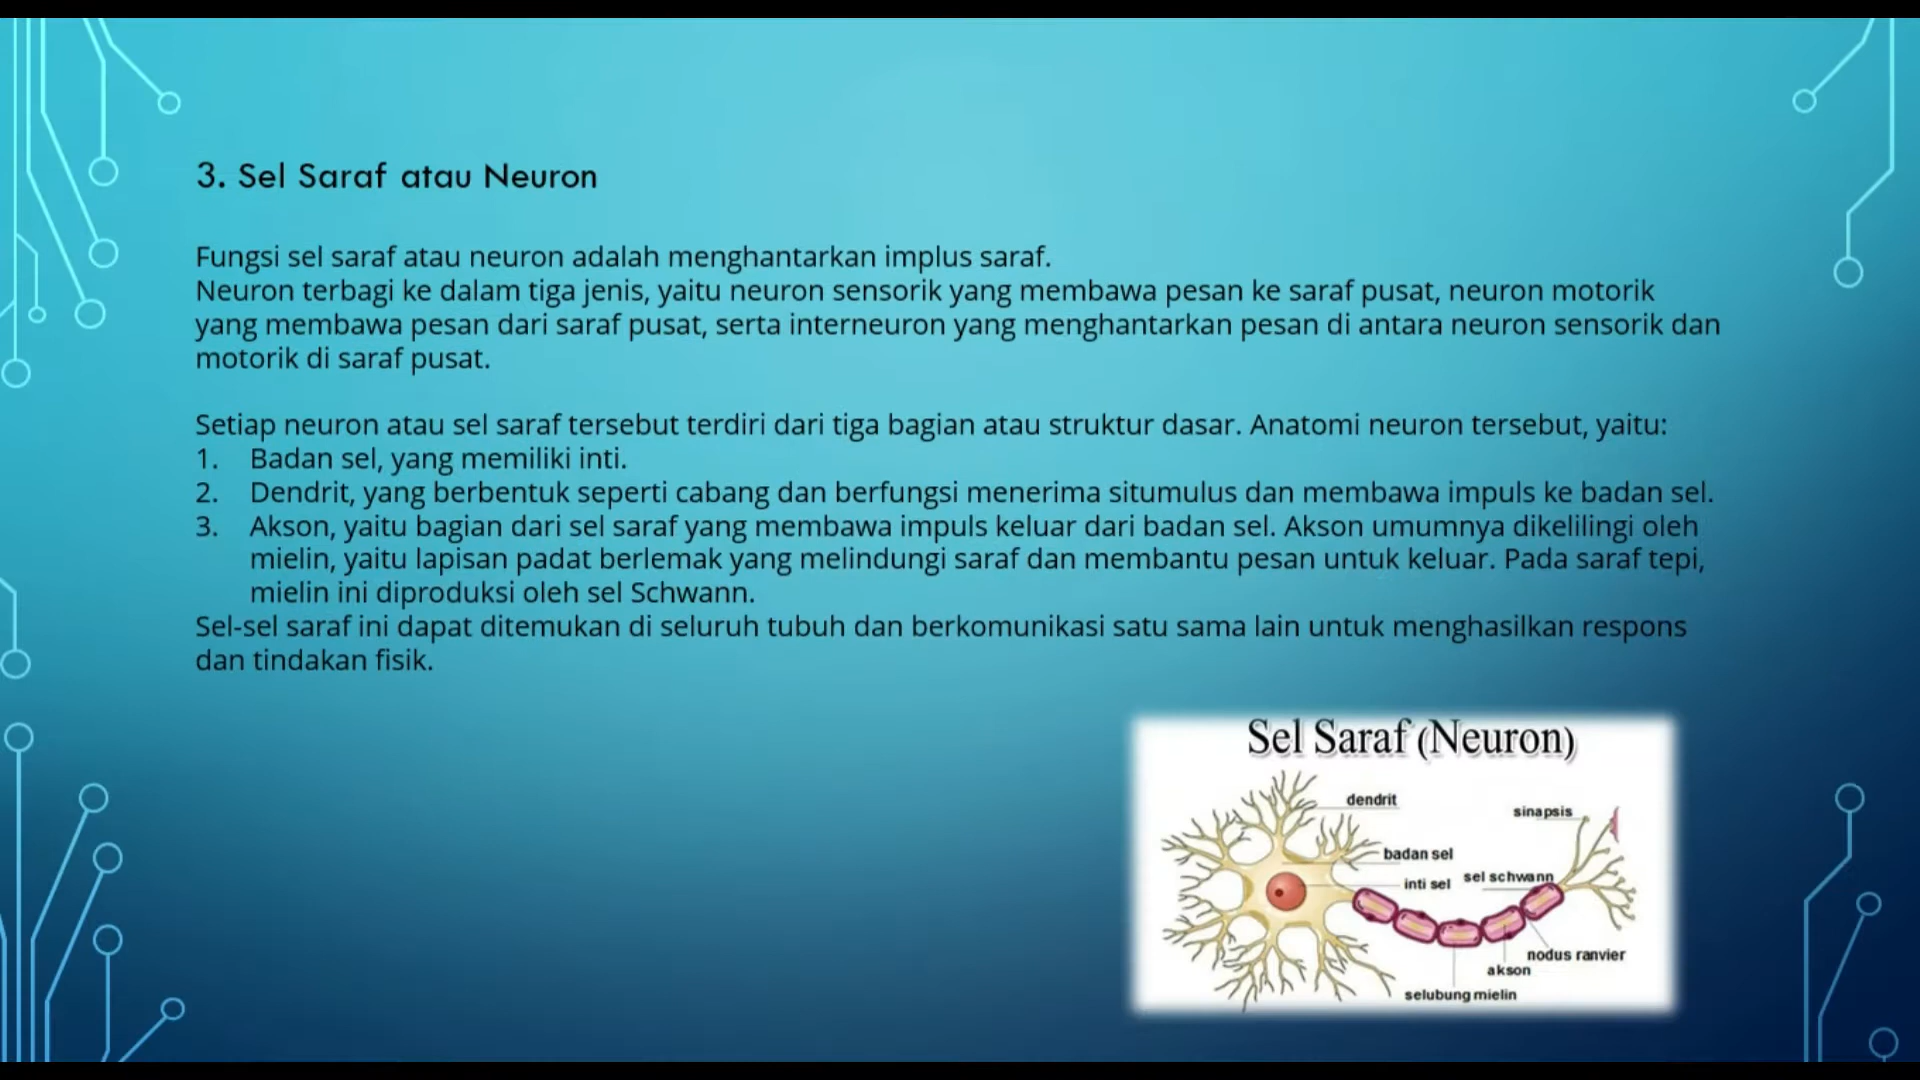 3. Sel Saraf atau Neuron
Fungsi sel saraf atau neuron adalah menghantarkan implus saraf.
Neuron terbagi ke dalam tiga jenis, yaitu neuron sensorik yang membawa pesan ke saraf pusat, neuron motorik
yang membawa pesan dari saraf pusat, serta interneuron yang menghantarkan pesan di antara neuron sensorik dan
motorik di saraf pusat.
Setiap neuron atau sel saraf tersebut terdiri dari tiga bagian atau struktur dasar. Anatomi neuron tersebut, yaitu:
1. Badan sel, yang memiliki inti.
2. Dendrit, yang berbentuk seperti cabang dan berfungsi menerima situmulus dan membawa impuls ke badan sel.
3. Akson, yaitu bagian dari sel saraf yang membawa impuls keluar dari badan sel. Akson umumnya dikelilingi oleh
mielin, yaitu lapisan padat berlemak yang melindungi saraf dan membantu pesan untuk keluar. Pada saraf tepi,
mielin ini diproduksi oleh sel Schwann.
Sel-sel saraf ini dapat ditemukan di seluruh tubuh dan berkomunikasi satu sama lain untuk menghasilkan respons
dan tindakan fisik.
Sel Saraf (Neuron)
dendrit
sinapsis
badan sel
inti sel
sel schwann
nodus ranvier
akson
selubung mielin